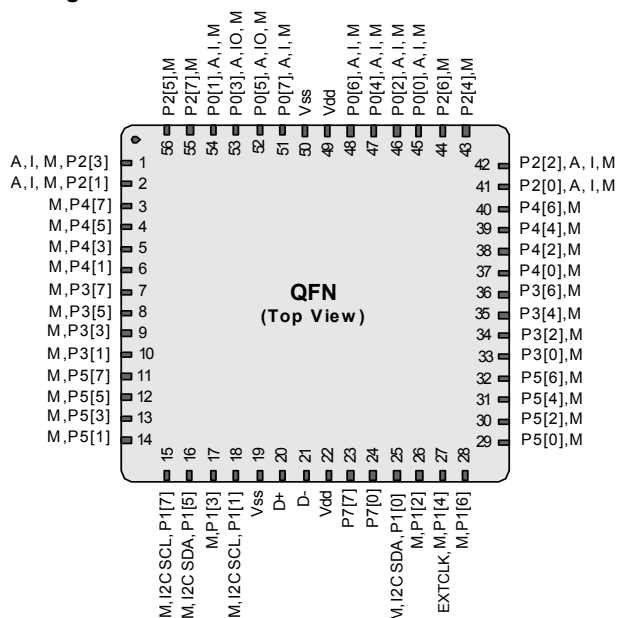 P2[5],M
P2[7],M
P0[1], A, I, M
P0[3], A, IO, M
P0[5], A, IO, M
P0[7], A, I, M
Vss
Vdd
P0[6], A, I, M
P0[4], A, I, M
P0[2], A, I, M
P0[0], A, I, M
P2[6],M
P2[4],M
56
55
54
53
52
51
50
49
48
47
46
45
44
43
A, I, M, P2[3] 1
A, I, M, P2[1] 2
M,P4[7] 3
M,P4[5] 4
M,P4[3] 5
M,P4[1] 6
M,P3[7] 7
M,P3[5] 8
M,P3[3] 9
M,P3[1] 10
M,P5[7] 11
M,P5[5] 12
M,P5[3] 13
M,P5[1] 14
QFN
(Top View)
42 P2[2], A, I, M
41 P2[0], A, I, M
40 P4[6],M
39 P4[4],M
38 P4[2],M
37 P4[0],M
36 P3[6],M
35 P3[4],M
34 P3[2],M
33 P3[0],M
32 P5[6],M
31 P5[4],M
30 P5[2],M
29 P5[0],M
15
16
17
18
19
20
21
22
23
24
25
26
27
28
M, I2C SCL, P1[7]
M, I2C SDA, P1[5]
M,P1[3]
M, I2C SCL, P1[1]
Vss
D+
D-
Vdd
P7[7]
P7[0]
M, I2C SDA, P1[0]
M,P1[2]
EXTCLK, M,P1[4]
M,P1[6]